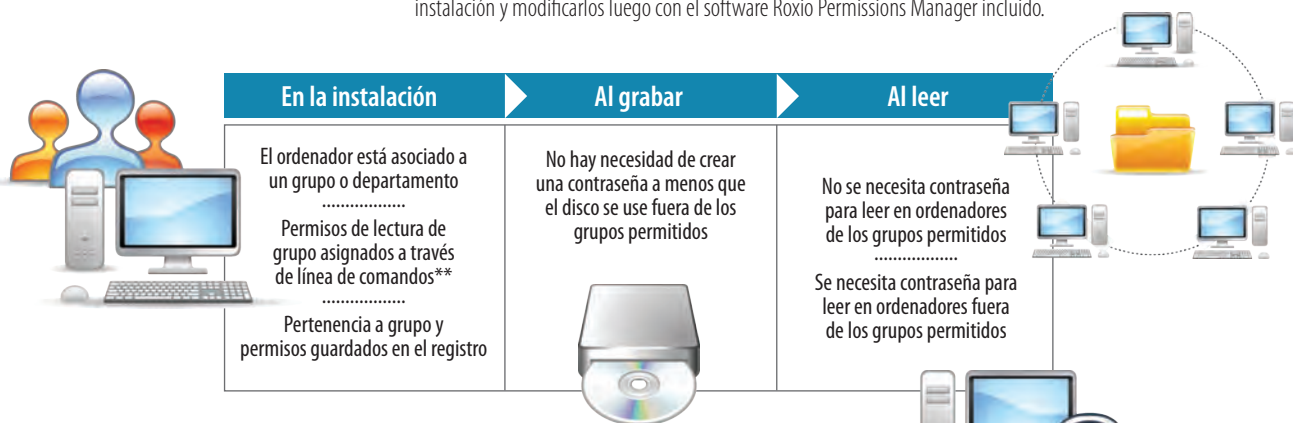 instalación y modificarlos luego con el software Roxio Permissions Manager incluido.
En la instalación
Al grabar
Al leer
El ordenador está asociado a
un grupo o departamento
..................
Permisos de lectura de
grupo asignados a través
de línea de comandos**
..................
Pertenencia a grupo y
permisos guardados en el registro
No hay necesidad de crear
una contraseña a menos que
el disco se use fuera de los
grupos permitidos
No se necesita contraseña
para leer en ordenadores
de los grupos permitidos
..................
Se necesita contraseña para
leer en ordenadores fuera
de los grupos permitidos